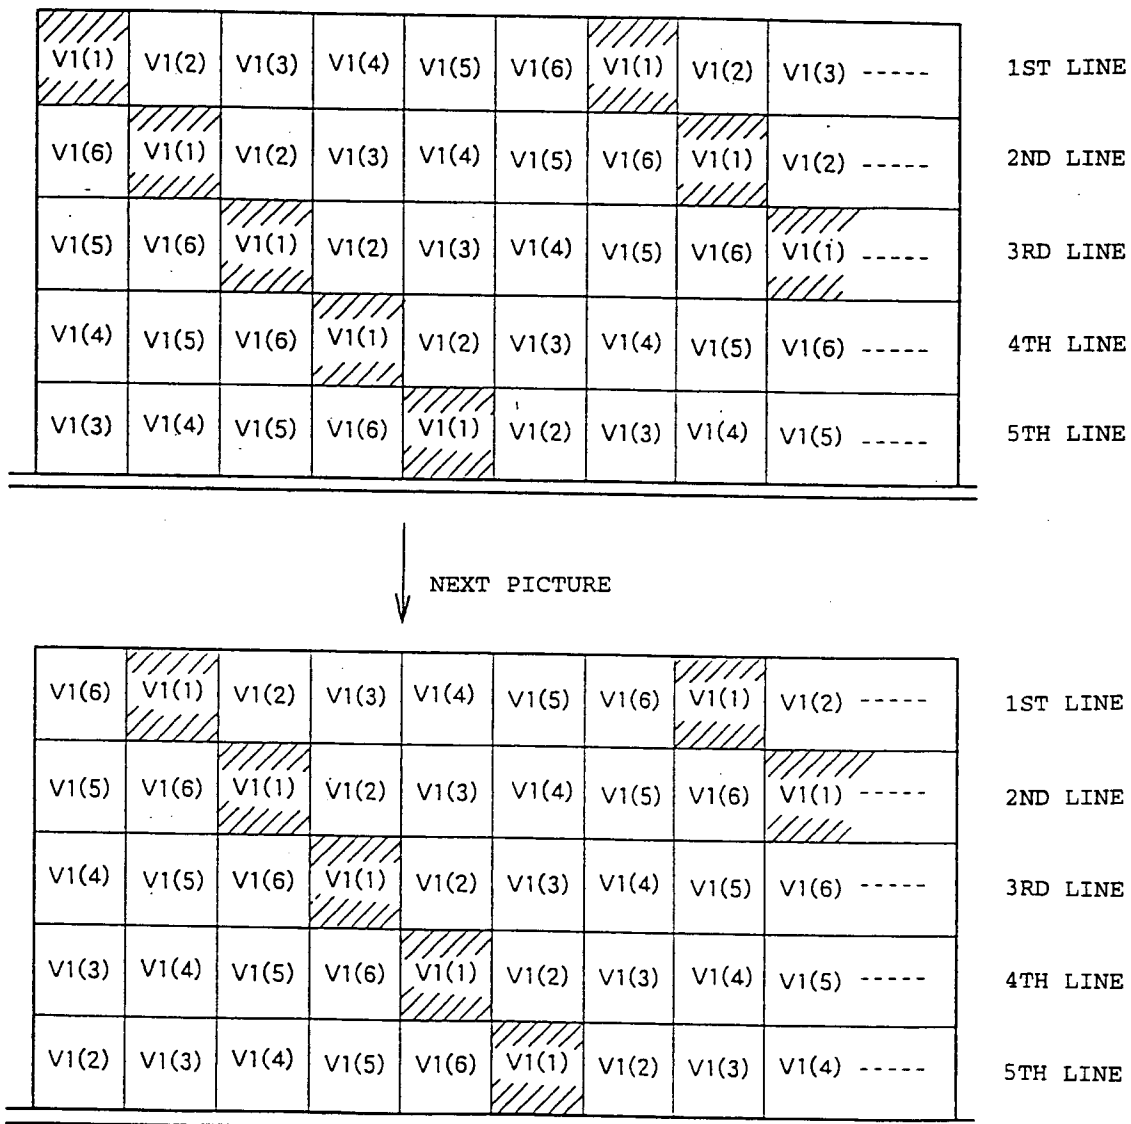 V1(1) V1(2) V1(3) V1(4) V1(5) V1(6) V1(1) V1(2) V1(3) ----- 1ST LINE
V1(6) V1(1) V1(2) V1(3) V1(4) V1(5) V1(6) V1(1) V1(2) ----- 2ND LINE
V1(5) V1(6) V1(1) V1(2) V1(3) V1(4) V1(5) V1(6) V1(1) ----- 3RD LINE
V1(4) V1(5) V1(6) V1(1) V1(2) V1(3) V1(4) V1(5) V1(6) ----- 4TH LINE
V1(3) V1(4) V1(5) V1(6) V1(1) V1(2) V1(3) V1(4) V1(5) ----- 5TH LINE
NEXT PICTURE
V1(6) V1(1) V1(2) V1(3) V1(4) V1(5) V1(6) V1(1) V1(2) ----- 1ST LINE
V1(5) V1(6) V1(1) V1(2) V1(3) V1(4) V1(5) V1(6) V1(1) ----- 2ND LINE
V1(4) V1(5) V1(6) V1(1) V1(2) V1(3) V1(4) V1(5) V1(6) ----- 3RD LINE
V1(3) V1(4) V1(5) V1(6) V1(1) V1(2) V1(3) V1(4) V1(5) ----- 4TH LINE
V1(2) V1(3) V1(4) V1(5) V1(6) V1(1) V1(2) V1(3) V1(4) ----- 5TH LINE